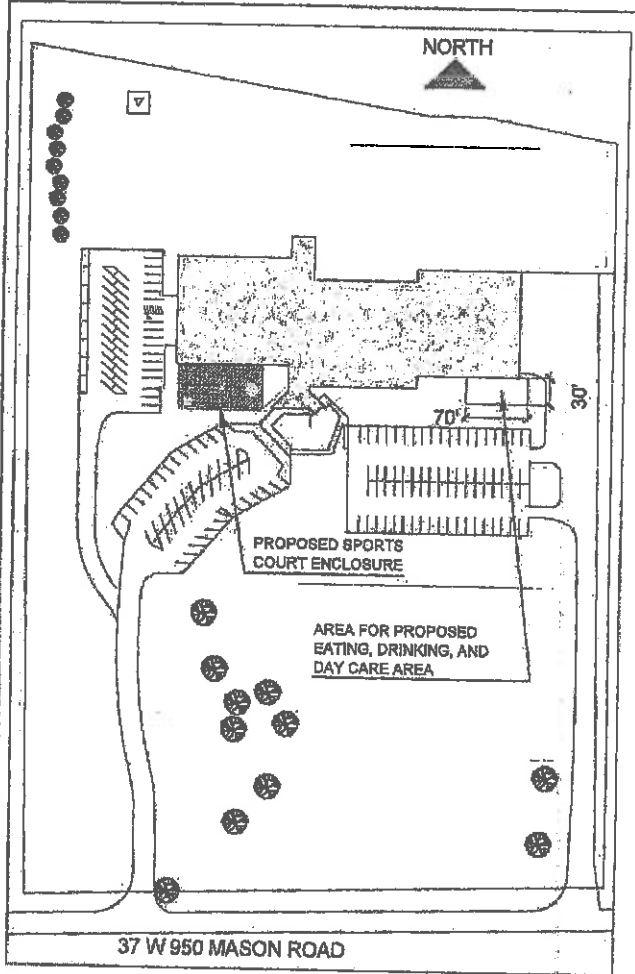 NORTH
30'
70'
PROPOSED SPORTS
COURT ENCLOSURE
AREA FOR PROPOSED
EATING, DRINKING, AND
DAY CARE AREA
37 W 950 MASON ROAD